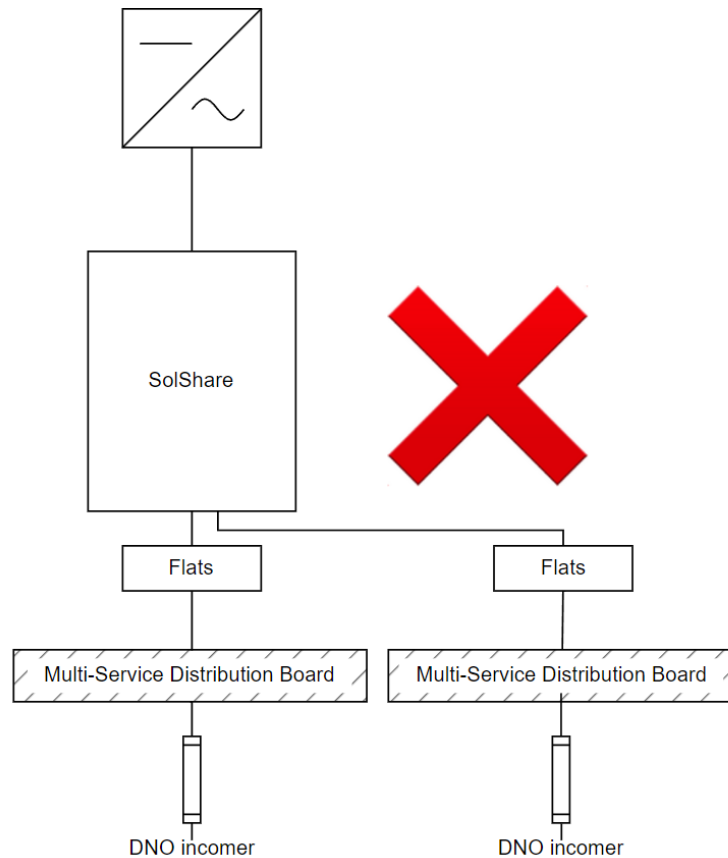 SolShare
Flats
Flats
Multi-Service Distribution Board
Multi-Service Distribution Board
DNO incomer
DNO incomer